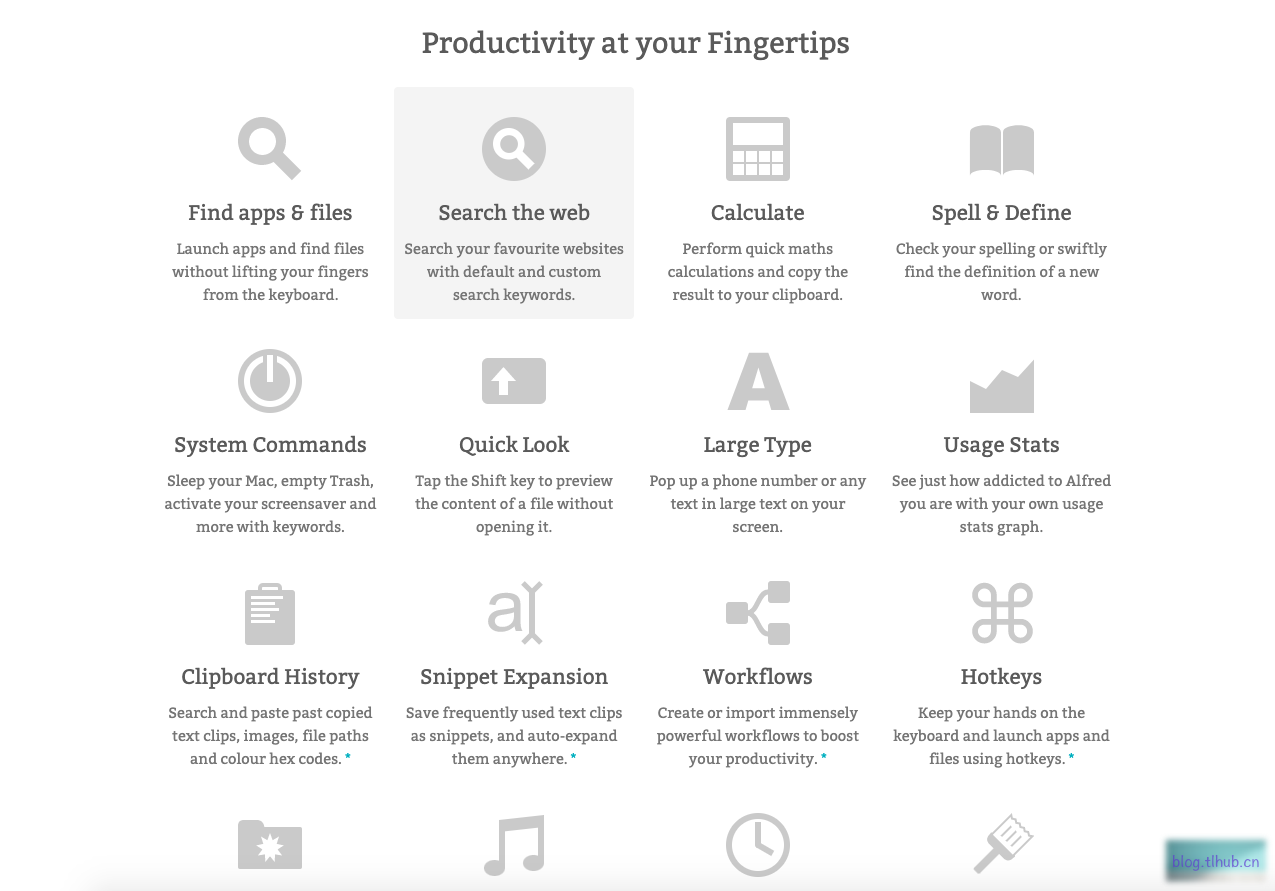 Productivity at your Fingertips
Find apps & files
Launch apps and find files
without lifting your fingers
from the keyboard.
Search the web
Search your favourite websites
with default and custom
search keywords.
Calculate
Perform quick maths
calculations and copy the
result to your clipboard.
Spell & Define
Check your spelling or swiftly
find the definition of a new
word.
System Commands
Sleep your Mac, empty Trash,
activate your screensaver and
more with keywords.
Quick Look
Tap the Shift key to preview
the content of a file without
opening it.
Large Type
Pop up a phone number or any
text in large text on your
screen.
Usage Stats
See just how addicted to Alfred
you are with your own usage
stats graph.
Clipboard History
Search and paste past copied
text clips, images, file paths
and colour hex codes. *
Snippet Expansion
Save frequently used text clips
as snippets, and auto-expand
them anywhere. *
Workflows
Create or import immensely
powerful workflows to boost
your productivity. *
Hotkeys
Keep your hands on the
keyboard and launch apps and
files using hotkeys. *
blog.tlhub.cn